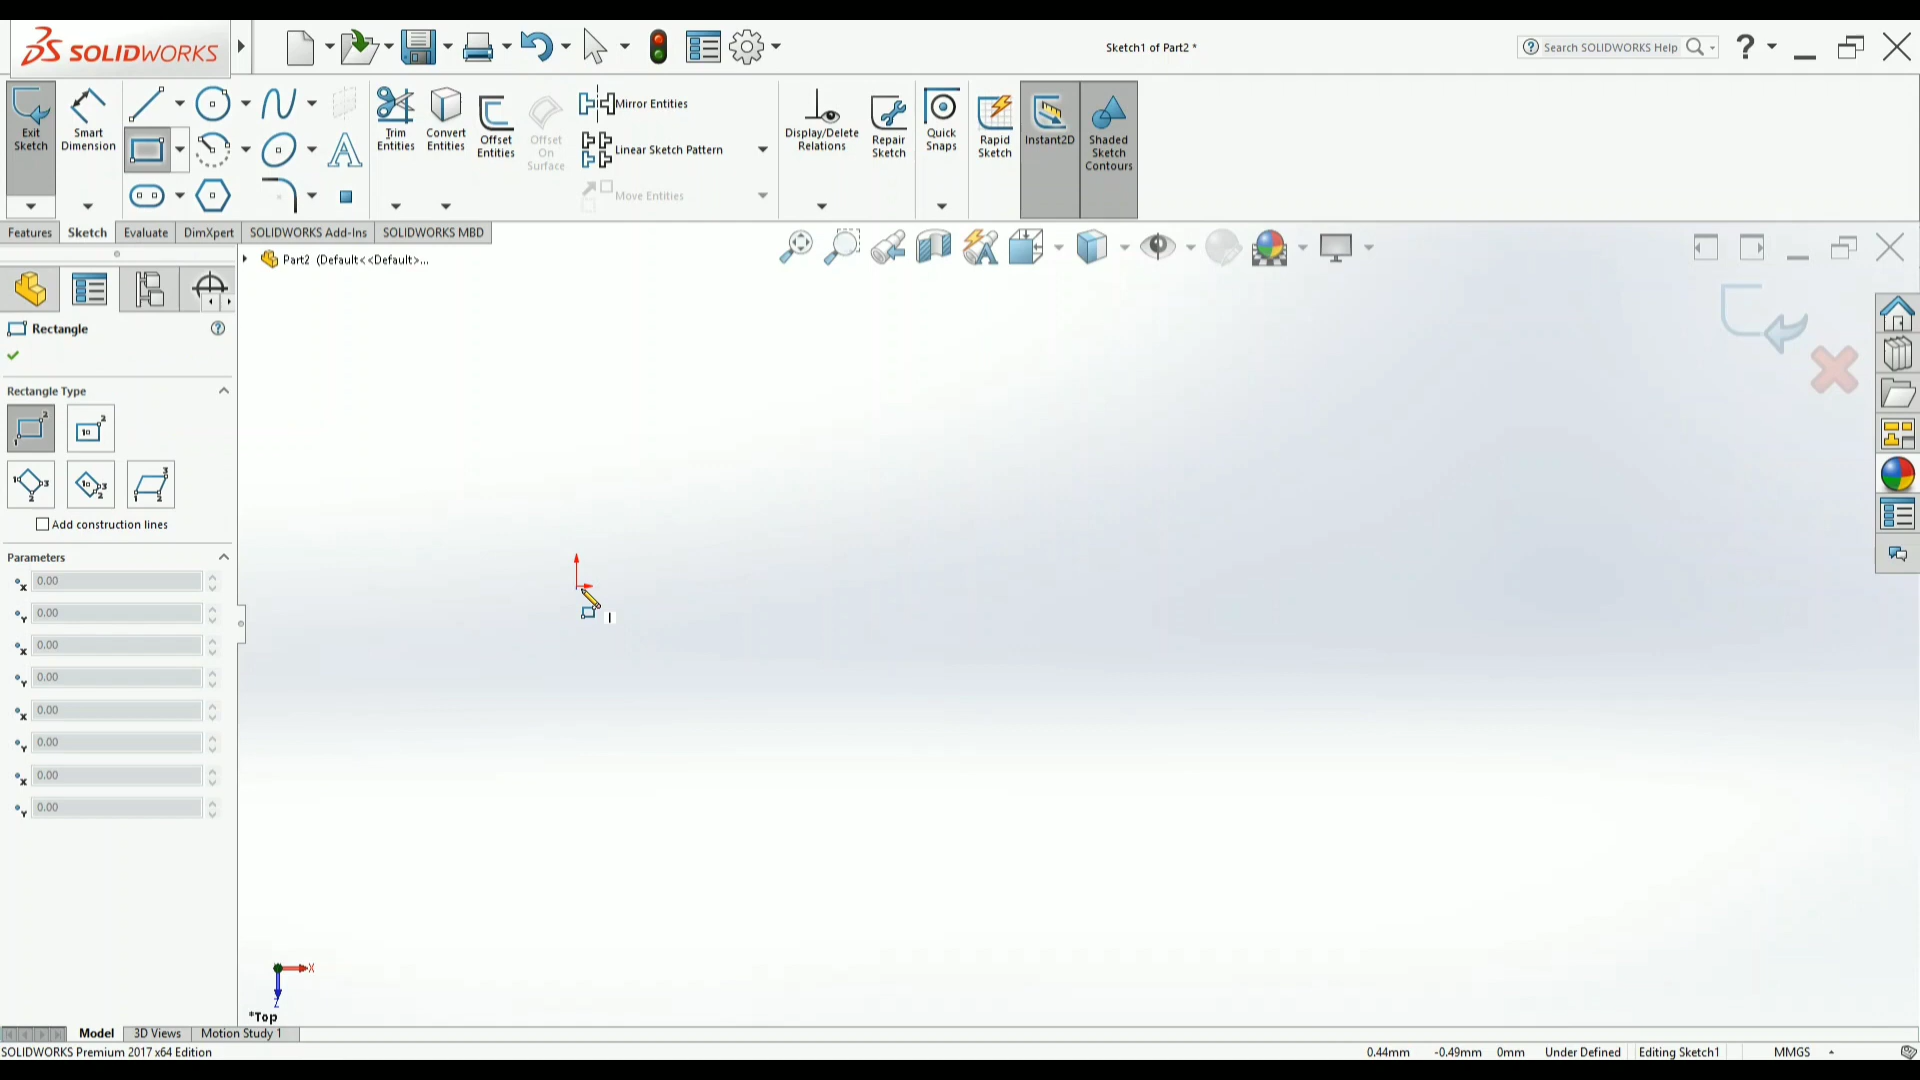 SOLIDWORKS
Sketch1 of Part2 *
Search SOLIDWORKS Help
?
Exit Sketch
Smart Dimension
Trim Entities
Convert Entities
Offset Entities
Offset On Surface
Mirror Entities
Linear Sketch Pattern
Move Entities
Display/Delete Relations
Repair Sketch
Quick Snaps
Rapid Sketch
Instant2D
Shaded Sketch Contours
Features
Sketch
Evaluate
DimXpert
SOLIDWORKS Add-Ins
SOLIDWORKS MBD
Part2 (Default<<Default>...
Rectangle
Rectangle Type
Add construction lines
Parameters
0.00
0.00
0.00
0.00
0.00
0.00
0.00
0.00
X
Z
*Top
Model
3D Views
Motion Study 1
SOLIDWORKS Premium 2017 x64 Edition
0.44mm
-0.49mm
0mm
Under Defined
Editing Sketch1
MMGS